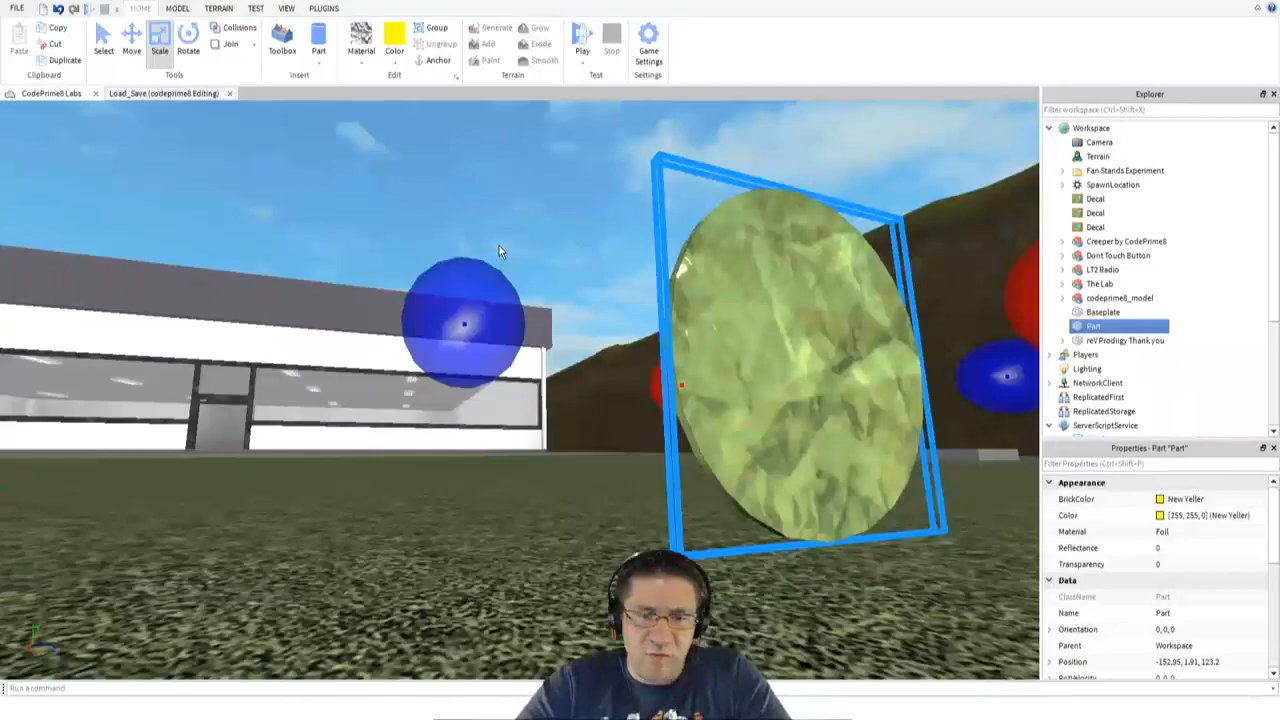 FILE HOME MODEL TERRAIN TEST VIEW PLUGINS
Paste Copy Cut Duplicate Select Move Scale Rotate Collisions Join Toolbox Part Material Color Group Ungroup Anchor Generate Add Paint Grow Erode Smooth Play Stop Game Settings
Clipboard Tools Insert Edit Terrain Test Settings
CodePrime8 Labs Load_Save (codeprime8 Editing)
Explorer
Filter workspace (Ctrl+Shift+X)
Workspace
Camera
Terrain
Fan Stands Experiment
SpawnLocation
Decal
Decal
Decal
Creeper by CodePrime8
Dont Touch Button
LT2 Radio
The Lab
codeprime8_model
Baseplate
Part
reV Prodiigy Thank you
Players
Lighting
NetworkClient
ReplicatedFirst
ReplicatedStorage
ServerScriptService
Properties - Part "Part"
Filter Properties (Ctrl+Shift+P)
Appearance
BrickColor New Yeller
Color [255, 255, 0] (New Yeller)
Material Foil
Reflectance 0
Transparency 0
Data
ClassName Part
Name Part
Orientation 0, 0, 0
Parent Workspace
Position -152.95, 1.91, 123.2
RotVelocity 0, 0, 0
Run a command